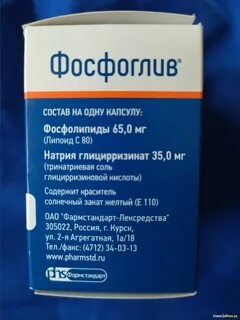 Фосфоглив®
СОСТАВ НА ОДНУ КАПСУЛУ:
Фосфолипиды 65,0 мг
(Липоид С 80)
Натрия глицирризинат 35,0 мг
(тринатриевая соль
глицирризиновой кислоты)
Содержит краситель
солнечный закат желтый (Е 110)
ОАО "Фармстандарт-Лексредства"
305022, Россия, г. Курск,
ул. 2-я Агрегатная, 1а/18
Тел./факс: (4712) 34-03-13
www.pharmstd.ru
phs фармстандарт